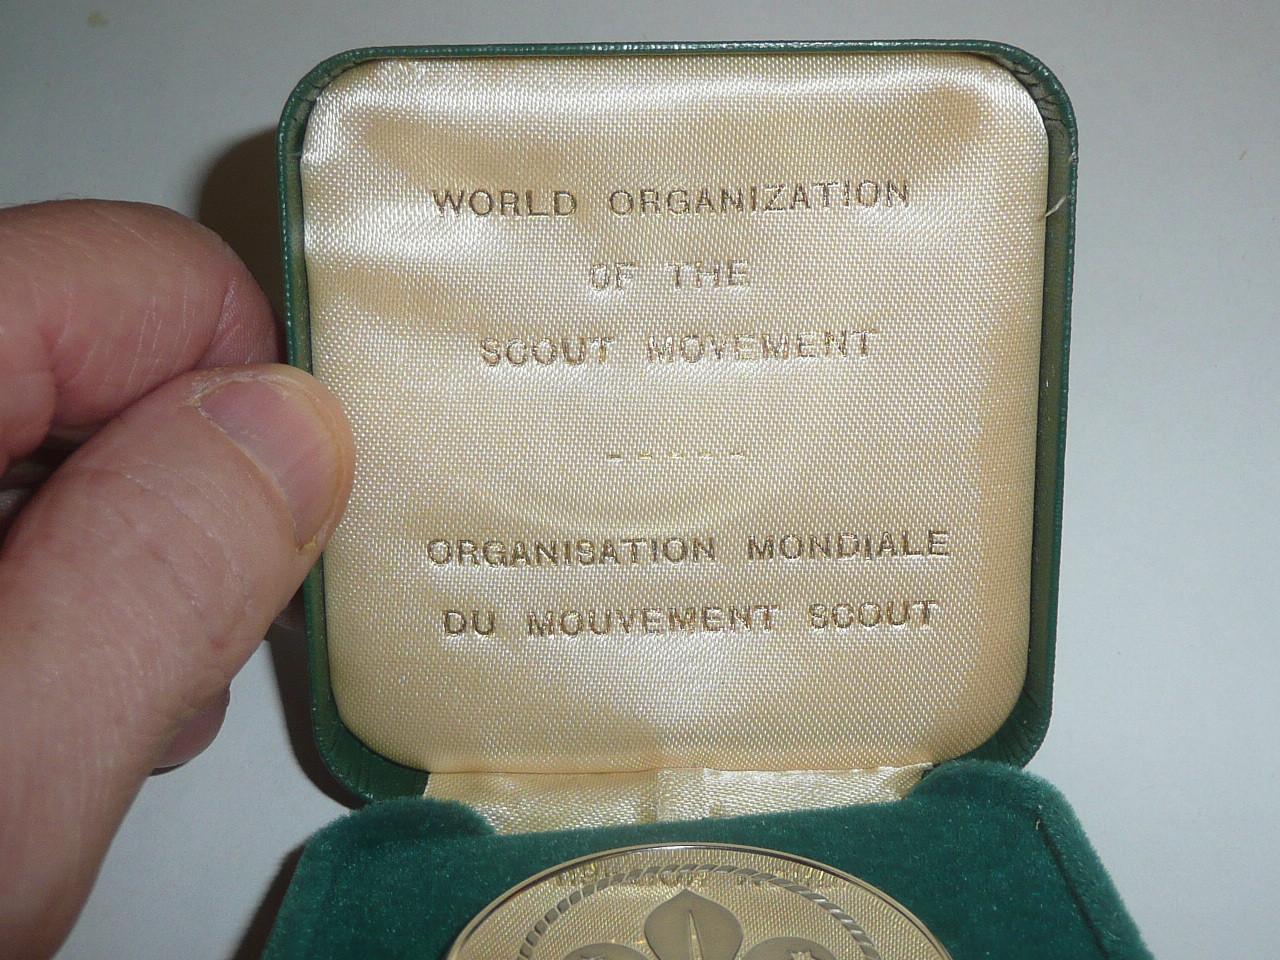 WORLD ORGANIZATION
OF THE
SCOUT MOVEMENT
-----
ORGANISATION MONDIALE
DU MOUVEMENT SCOUT